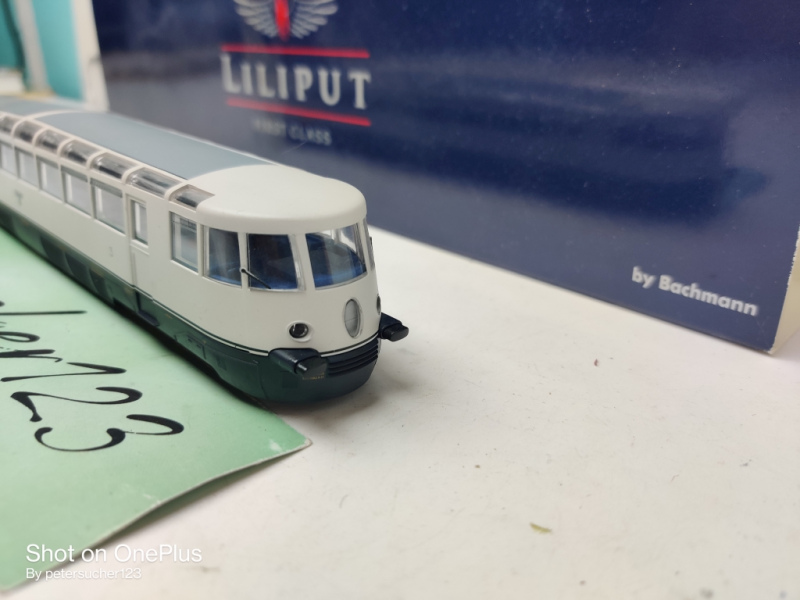 LILIPUT
FIRST CLASS
by Bachmann
er123
Shot on OnePlus
By petersucher123